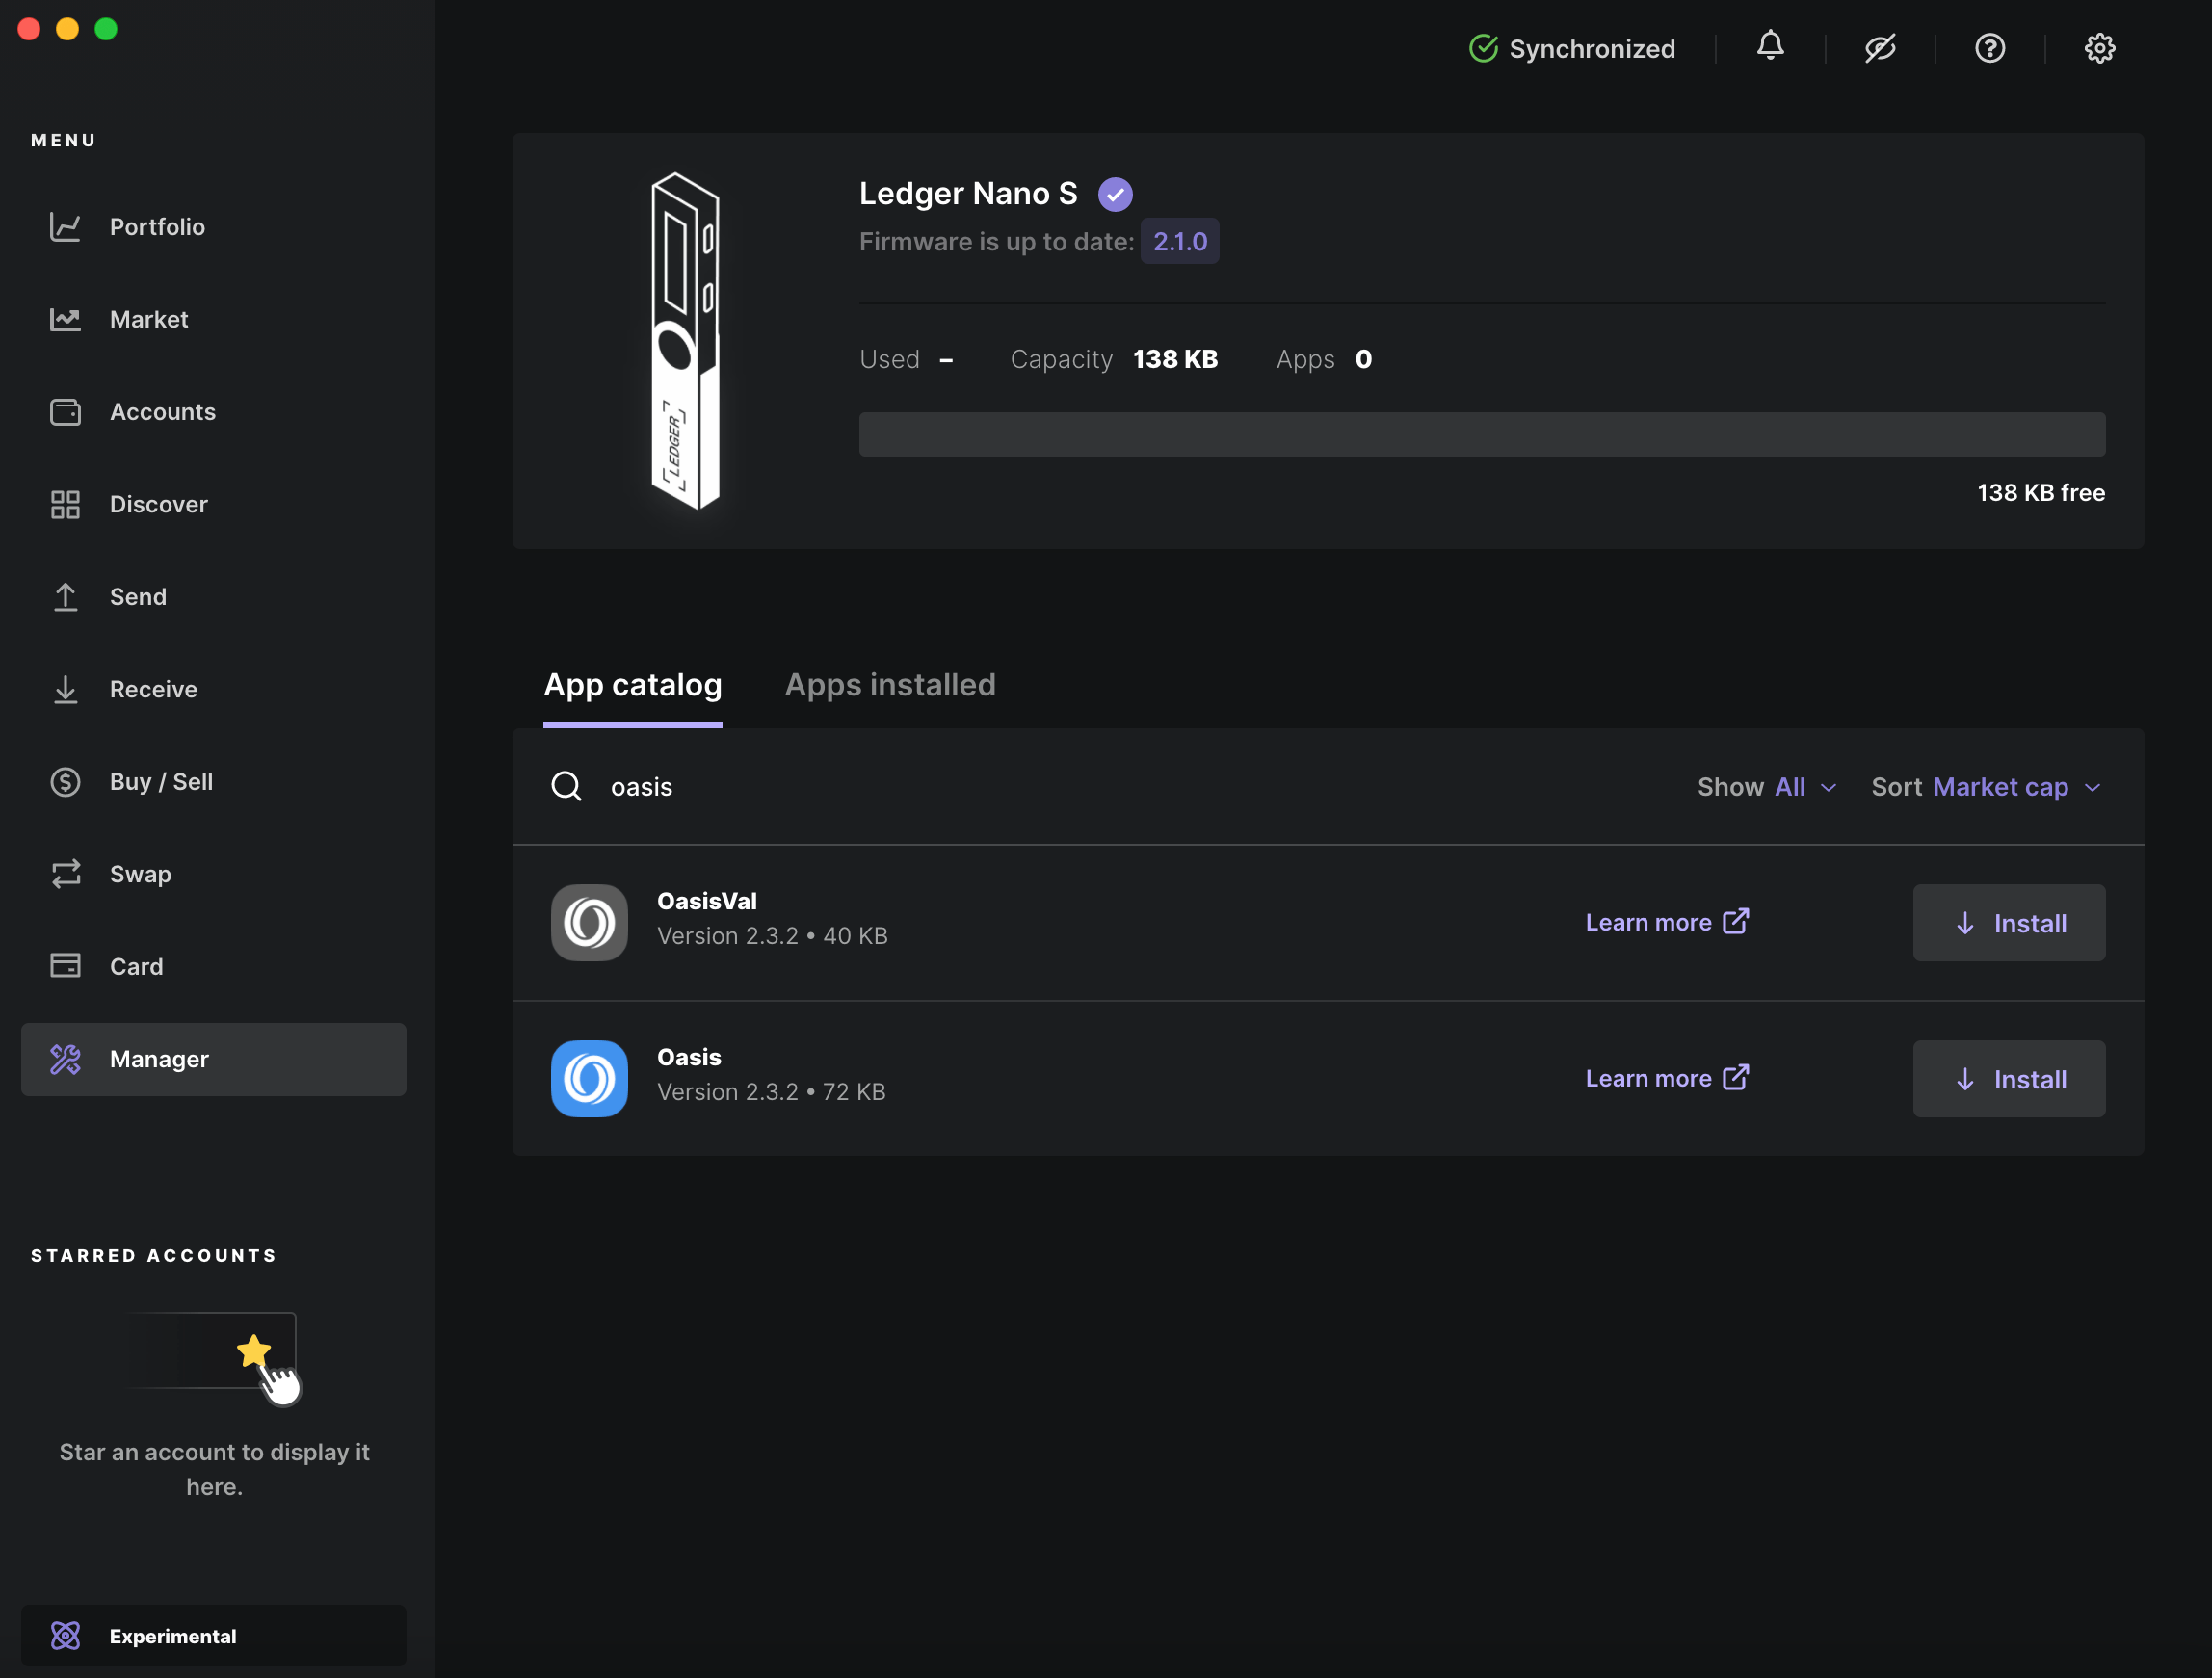 Synchronized
MENU
Portfolio
Market
Accounts
Discover
Send
Receive
Buy / Sell
Swap
Card
Manager
STARRED ACCOUNTS
Star an account to display it
here.
Experimental
LEDGER
Ledger Nano S
Firmware is up to date: 2.1.0
Used – Capacity 138 KB Apps 0
138 KB free
App catalog Apps installed
oasis Show All Sort Market cap
OasisVal
Version 2.3.2 • 40 KB
Learn more Install
Oasis
Version 2.3.2 • 72 KB
Learn more Install